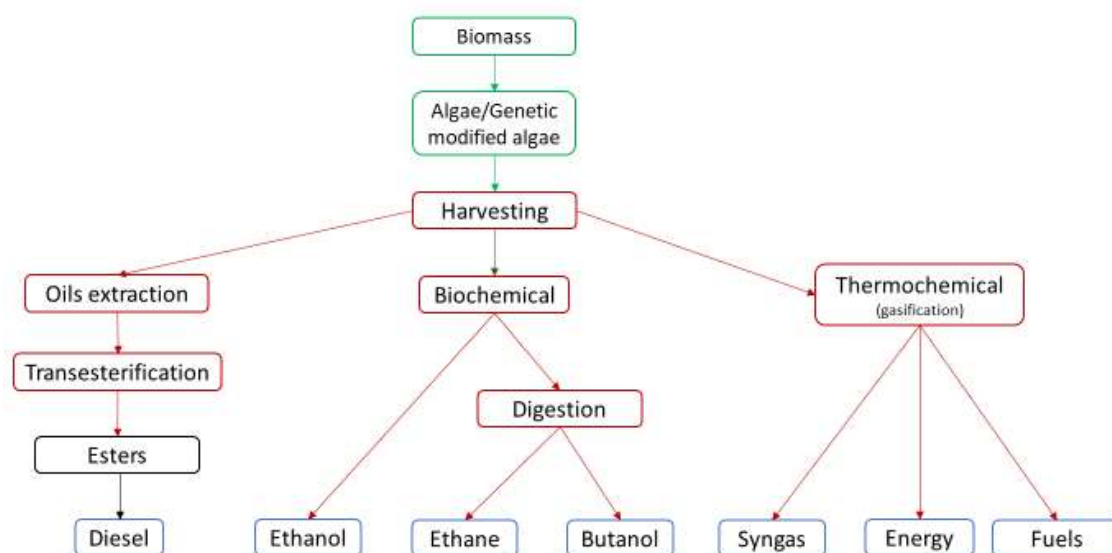 Biomass
Algae/Genetic
modified algae
Harvesting
Oils extraction
Biochemical
Thermochemical
(gasification)
Transesterification
Digestion
Esters
Diesel
Ethanol
Ethane
Butanol
Syngas
Energy
Fuels